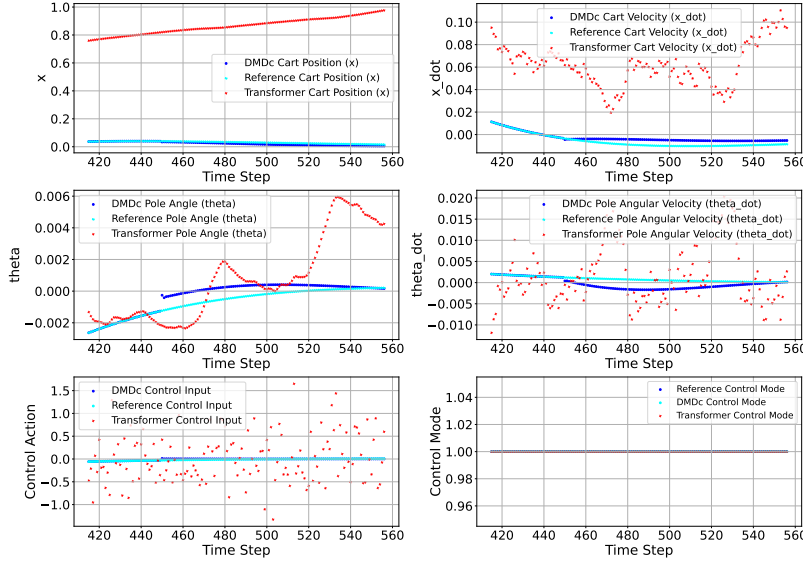 DMDc Cart Position (x)
Reference Cart Position (x)
Transformer Cart Position (x)
1.0
0.8
0.6
0.4
0.2
0.0
x
420 440 460 480 500 520 540 560
Time Step
DMDc Cart Velocity (x_dot)
Reference Cart Velocity (x_dot)
Transformer Cart Velocity (x_dot)
0.10
0.08
0.06
0.04
0.02
0.00
x_dot
420 440 460 480 500 520 540 560
Time Step
DMDc Pole Angle (theta)
Reference Pole Angle (theta)
Transformer Pole Angle (theta)
0.006
0.004
0.002
0.000
−0.002
theta
420 440 460 480 500 520 540 560
Time Step
DMDc Pole Angular Velocity (theta_dot)
Reference Pole Angular Velocity (theta_dot)
Transformer Pole Angular Velocity (theta_dot)
0.020
0.015
0.010
0.005
0.000
−0.005
−0.010
theta_dot
420 440 460 480 500 520 540 560
Time Step
DMDc Control Input
Reference Control Input
Transformer Control Input
1.5
1.0
0.5
0.0
−0.5
−1.0
Control Action
420 440 460 480 500 520 540 560
Time Step
Reference Control Mode
DMDc Control Mode
Transformer Control Mode
1.04
1.02
1.00
0.98
0.96
Control Mode
420 440 460 480 500 520 540 560
Time Step